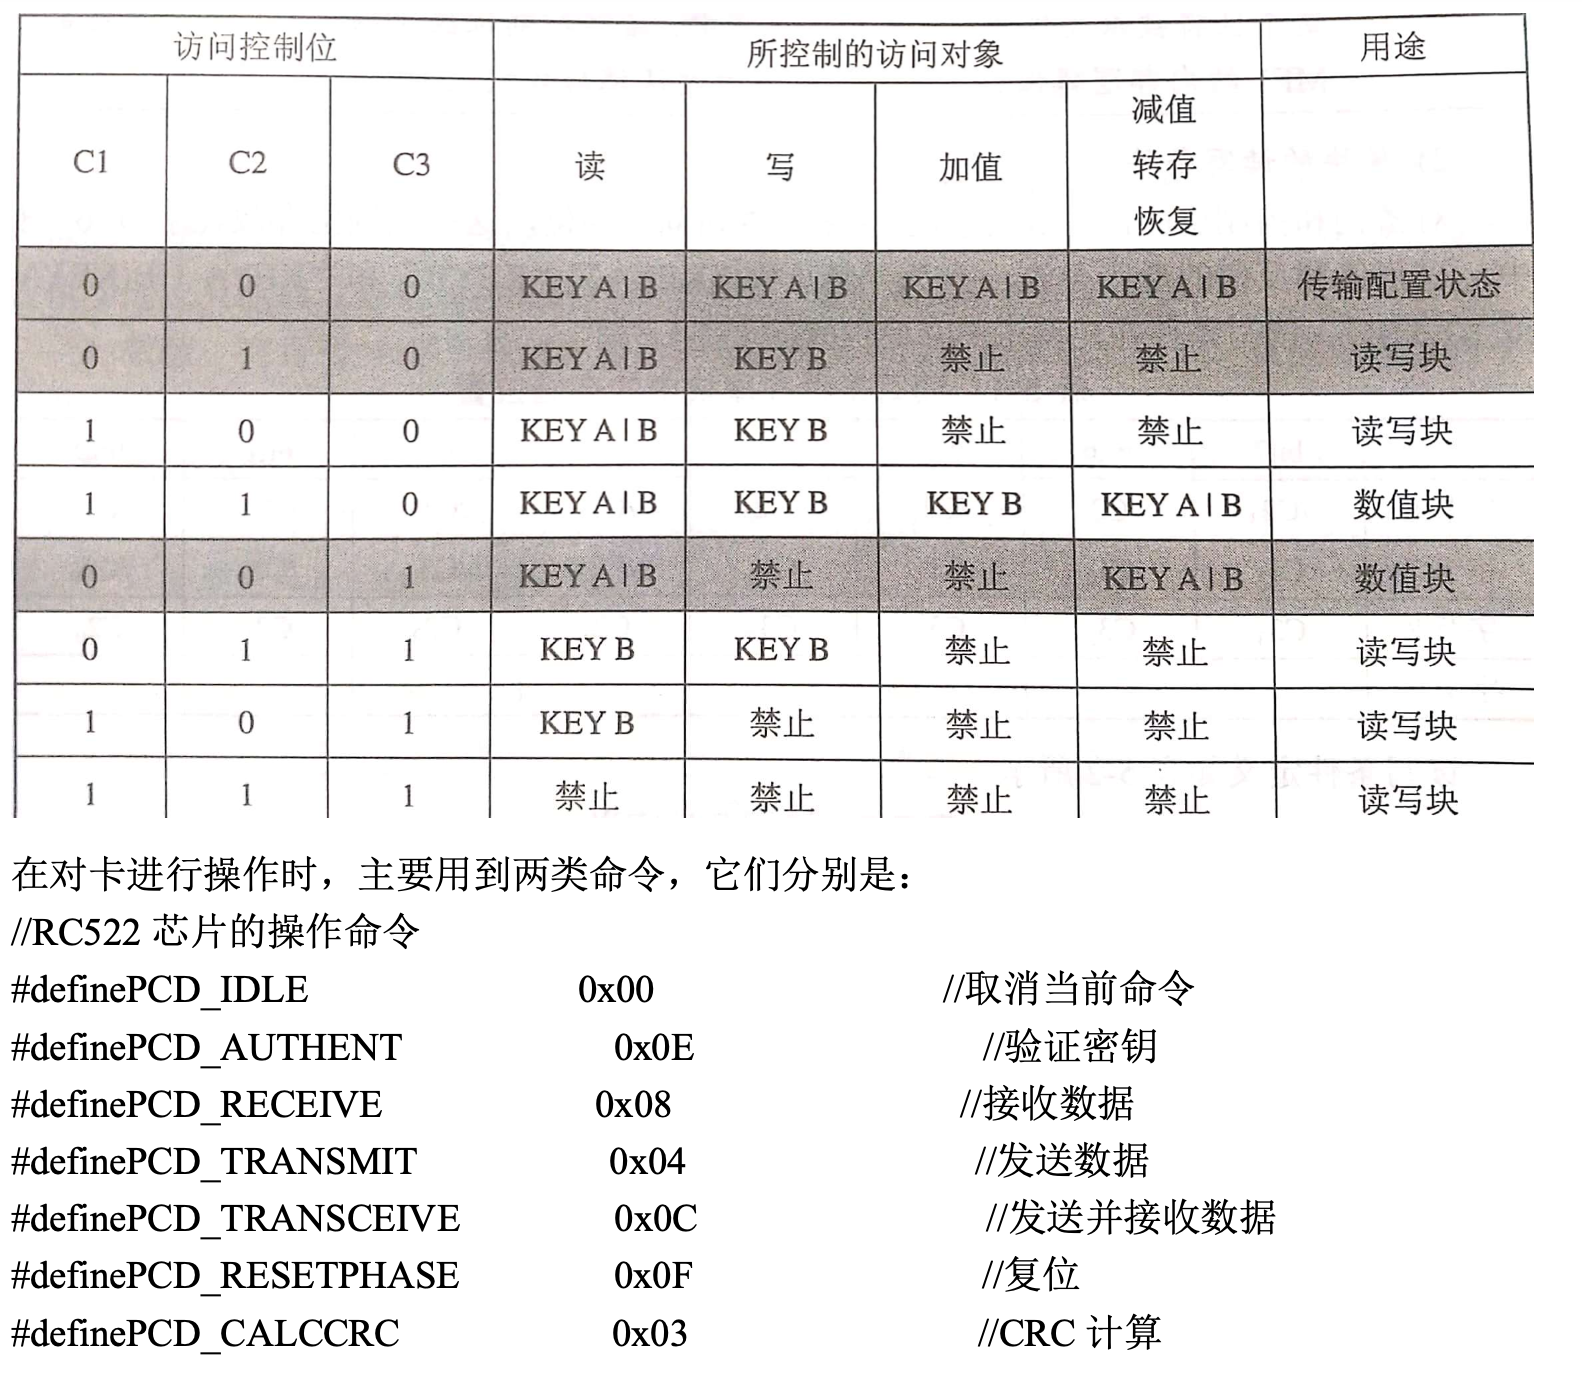 访问控制位 所控制的访问对象 用途
C1 C2 C3 读 写 加值 减值 转存 恢复
0 0 0 KEY A|B KEY A|B KEY A|B KEY A|B 传输配置状态
0 1 0 KEY A|B KEY B 禁止 禁止 读写块
1 0 0 KEY A|B KEY B 禁止 禁止 读写块
1 1 0 KEY A|B KEY B KEY B KEY A|B 数值块
0 0 1 KEY A|B 禁止 禁止 KEY A|B 数值块
0 1 1 KEY B KEY B 禁止 禁止 读写块
1 0 1 KEY B 禁止 禁止 禁止 读写块
1 1 1 禁止 禁止 禁止 禁止 读写块
在对卡进行操作时，主要用到两类命令，它们分别是：
//RC522 芯片的操作命令
#definePCD_IDLE 0x00 //取消当前命令
#definePCD_AUTHENT 0x0E //验证密钥
#definePCD_RECEIVE 0x08 //接收数据
#definePCD_TRANSMIT 0x04 //发送数据
#definePCD_TRANSCEIVE 0x0C //发送并接收数据
#definePCD_RESETPHASE 0x0F //复位
#definePCD_CALCCRC 0x03 //CRC 计算